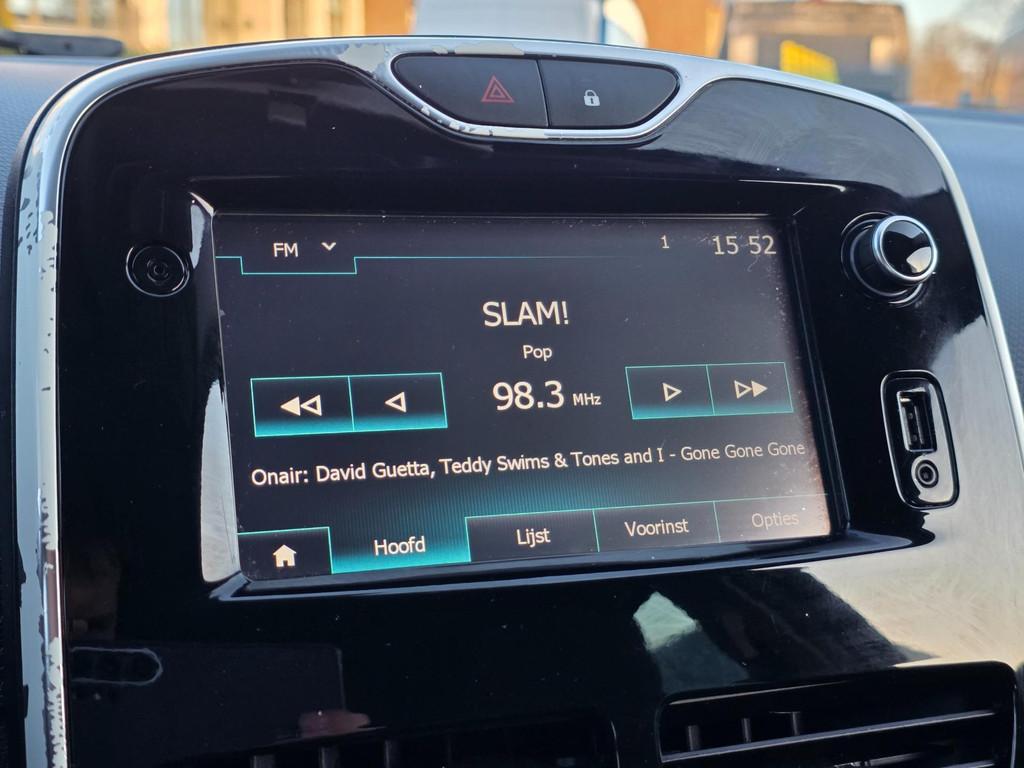 FM 1 15 52
SLAM!
Pop
98.3 MHz
Onair: David Guetta, Teddy Swims & Tones and I - Gone Gone Gone
Hoofd Lijst Voorinst Opties